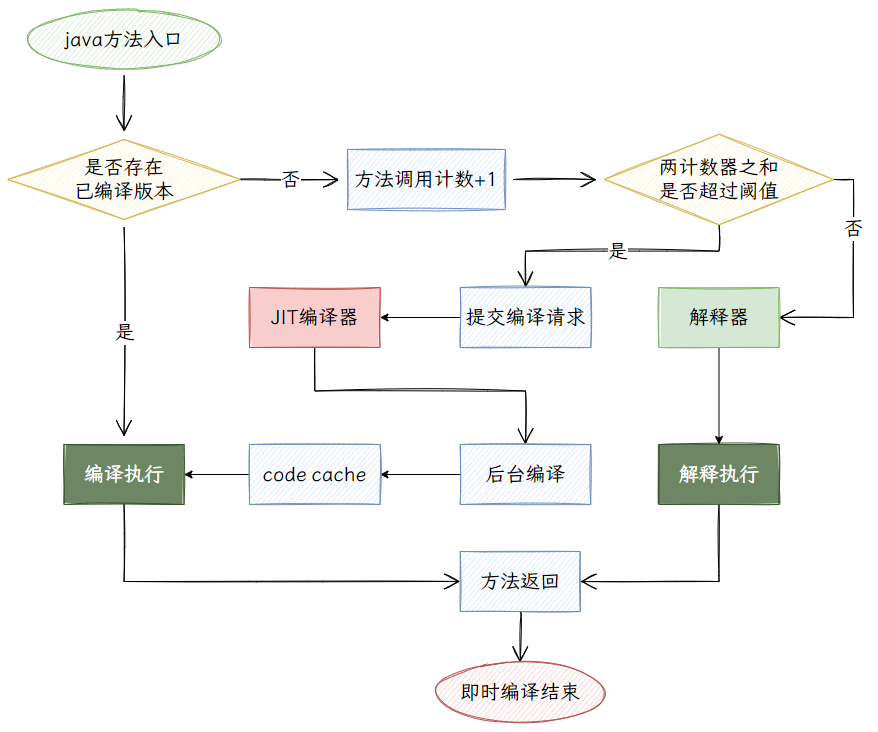 java方法入口
是否存在
已编译版本
否
方法调用计数+1
两计数器之和
是否超过阈值
否
是
JIT编译器
提交编译请求
解释器
是
编译执行
code cache
后台编译
解释执行
方法返回
即时编译结束